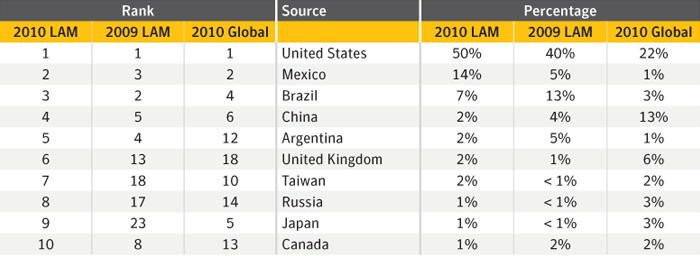 Rank Source Percentage
2010 LAM 2009 LAM 2010 Global 2010 LAM 2009 LAM 2010 Global
1 1 1 United States 50% 40% 22%
2 3 2 Mexico 14% 5% 1%
3 2 4 Brazil 7% 13% 3%
4 5 6 China 2% 4% 13%
5 4 12 Argentina 2% 5% 1%
6 13 18 United Kingdom 2% 1% 6%
7 18 10 Taiwan 2% < 1% 2%
8 17 14 Russia 1% < 1% 3%
9 23 5 Japan 1% < 1% 3%
10 8 13 Canada 1% 2% 2%